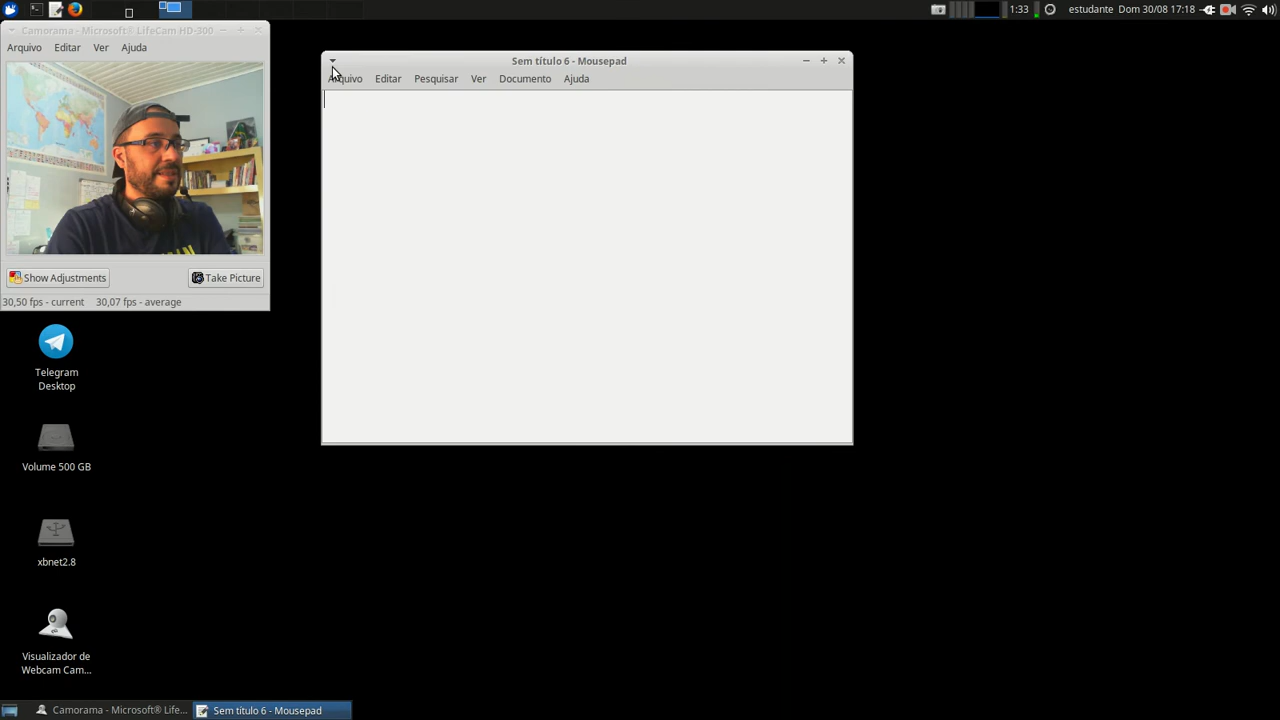 1:33
estudante Dom 30/08 17:18
Camorama - Microsoft® LifeCam HD-300
Arquivo Editar Ver Ajuda
Show Adjustments
Take Picture
30,50 fps - current 30,07 fps - average
Sem título 6 - Mousepad
Arquivo Editar Pesquisar Ver Documento Ajuda
Telegram
Desktop
Volume 500 GB
xbnet2.8
Visualizador de
Webcam Cam...
Camorama - Microsoft® Life...
Sem título 6 - Mousepad